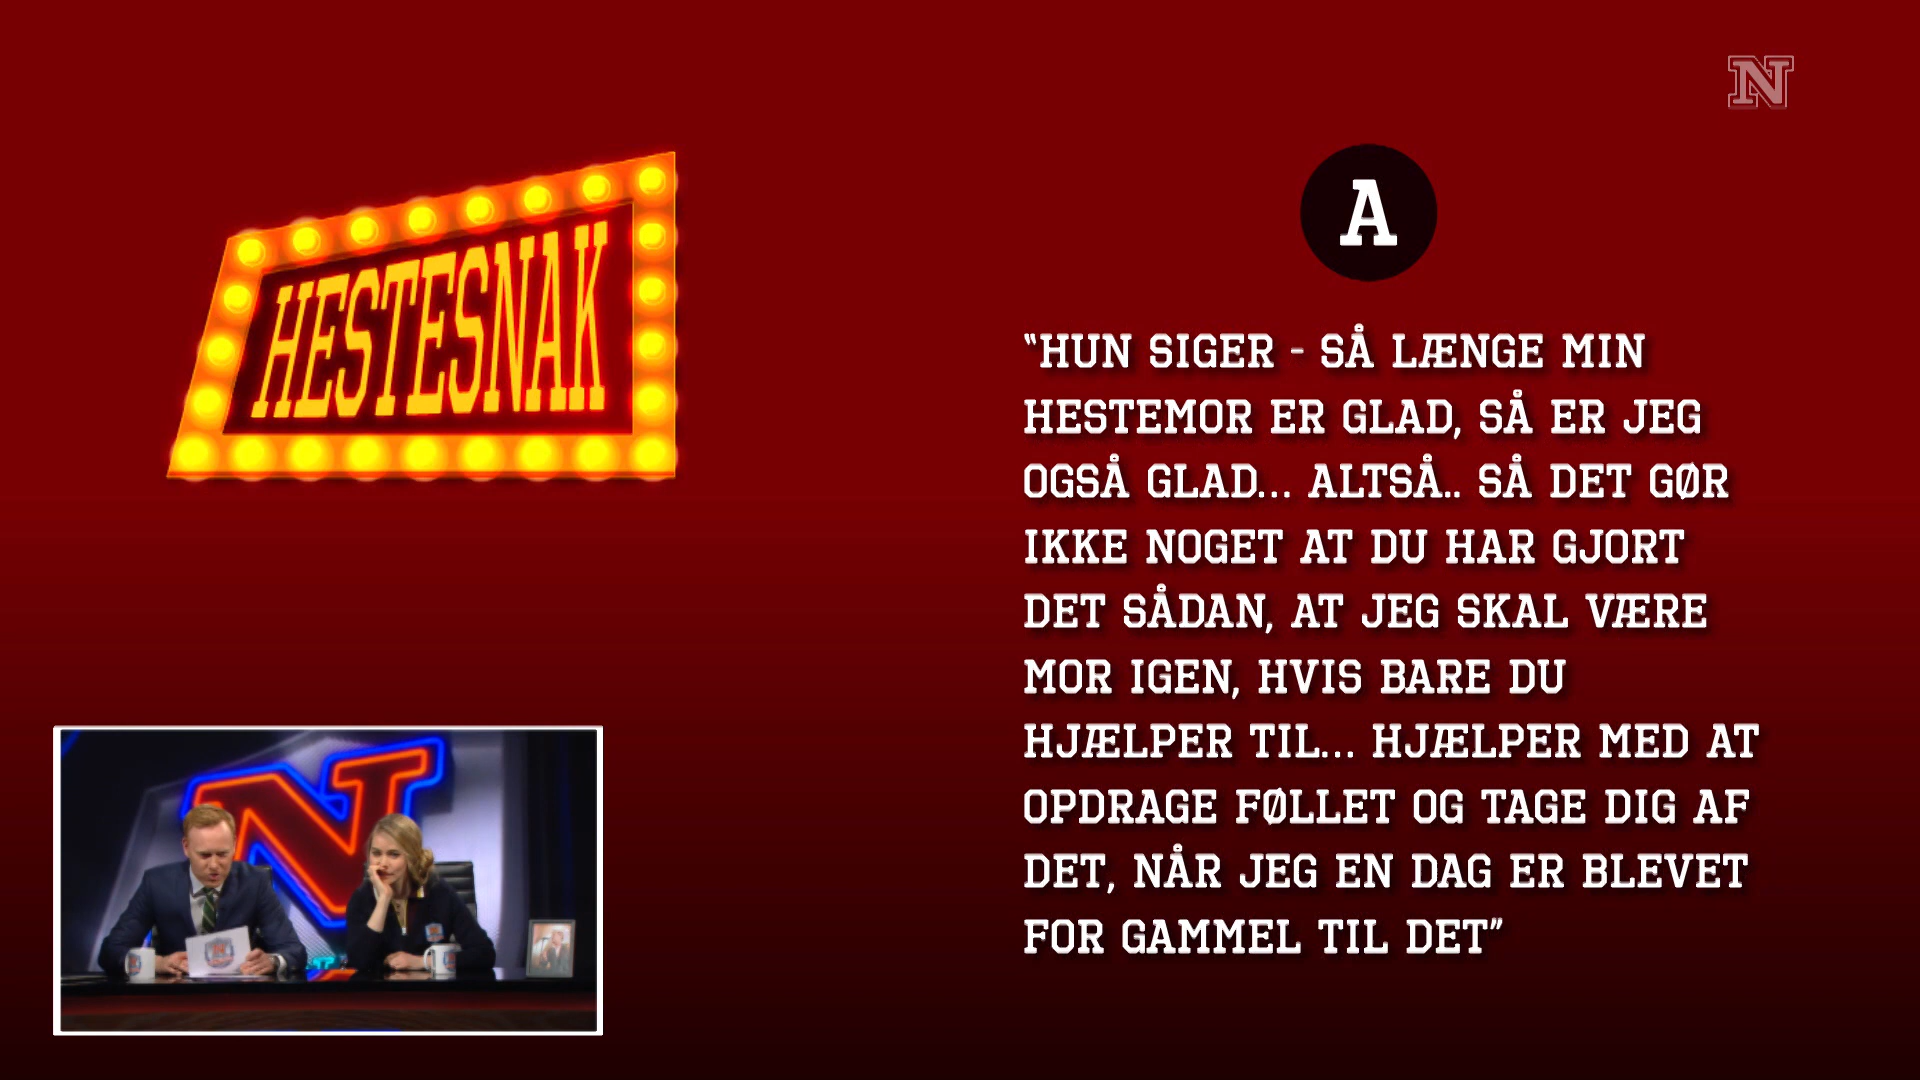 N
HESTESNAK
A
"HUN SIGER - SÅ LÆNGE MIN
HESTEMOR ER GLAD, SÅ ER JEG
OGSÅ GLAD... ALTSÅ.. SÅ DET GØR
IKKE NOGET AT DU HAR GJORT
DET SÅDAN, AT JEG SKAL VÆRE
MOR IGEN, HVIS BARE DU
HJÆLPER TIL... HJÆLPER MED AT
OPDRAGE FØLLET OG TAGE DIG AF
DET, NÅR JEG EN DAG ER BLEVET
FOR GAMMEL TIL DET"
N